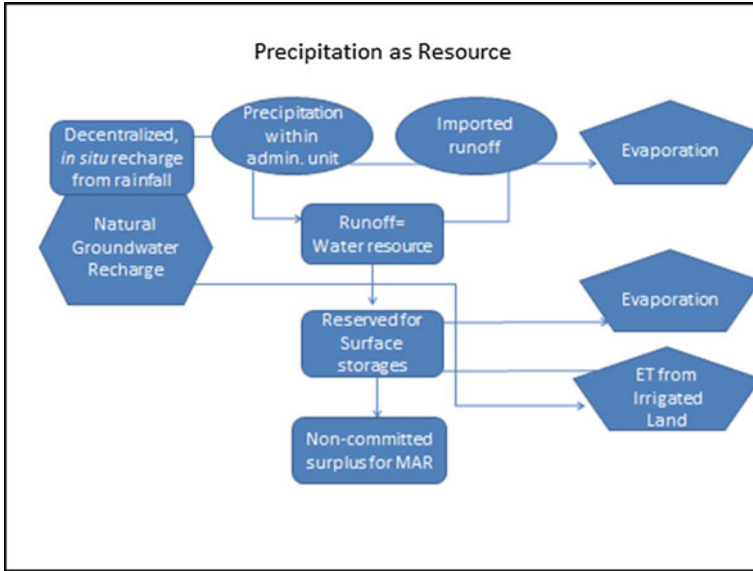 Precipitation as Resource
Decentralized,
in situ recharge
from rainfall
Precipitation
within
admin. unit
Imported
runoff
Evaporation
Natural
Groundwater
Recharge
Runoff=
Water resource
Evaporation
Reserved for
Surface
storages
ET from
Irrigated
Land
Non-committed
surplus for MAR